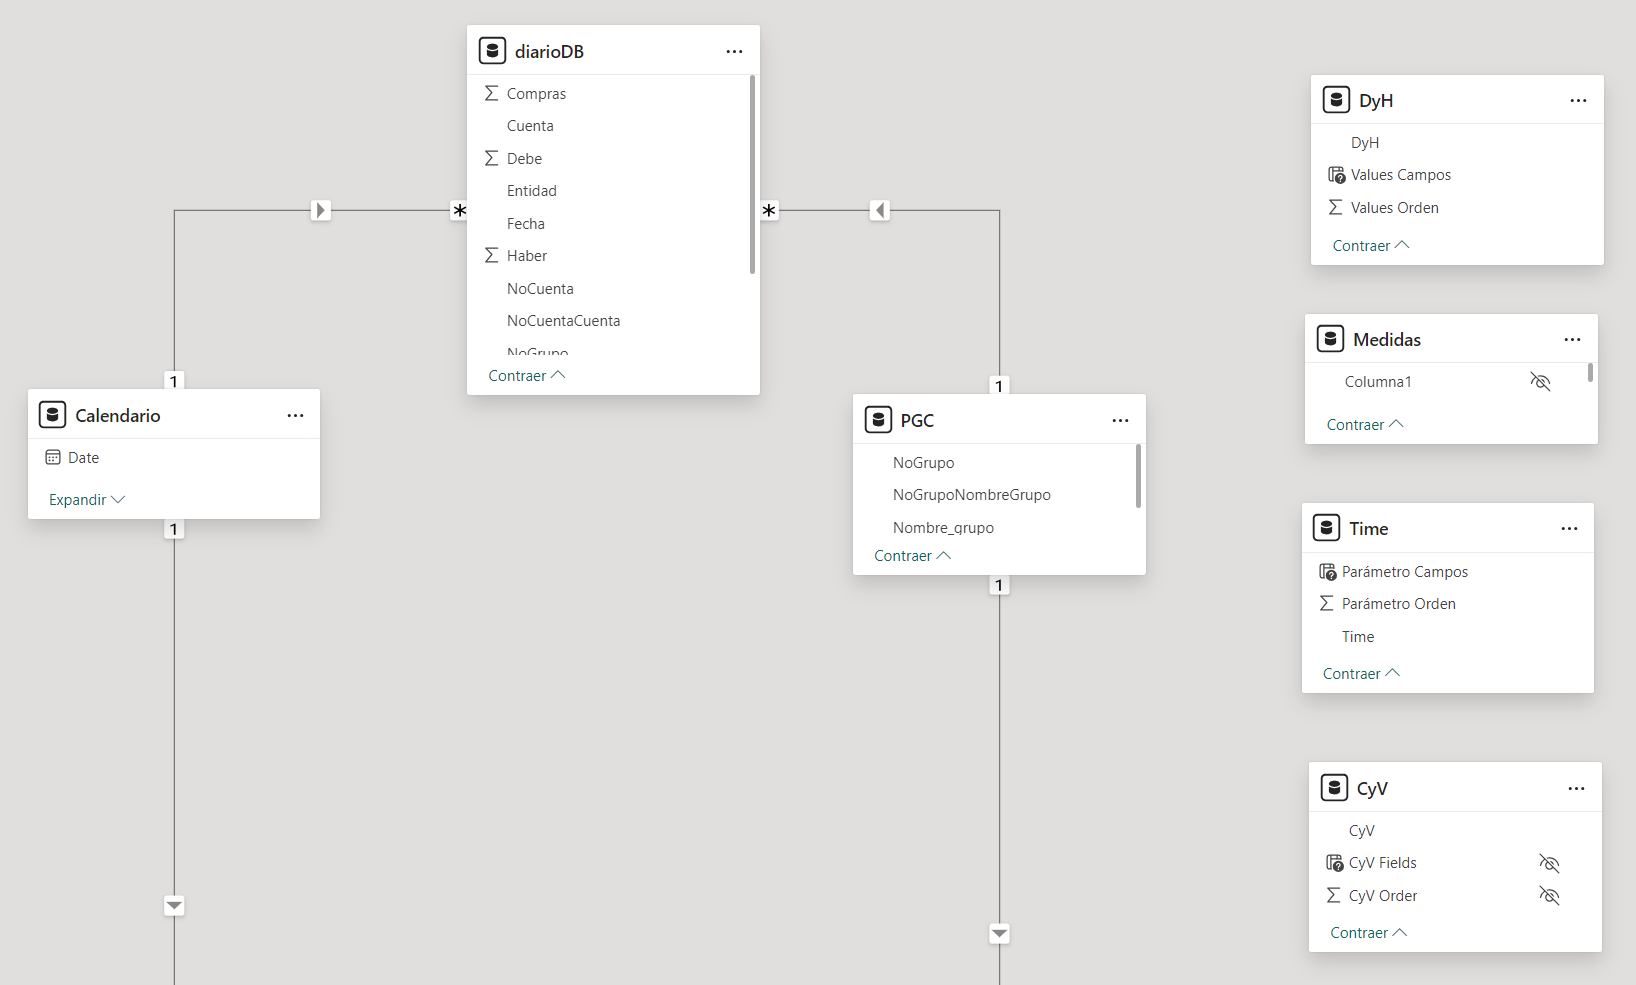 diarioDB
Compras
Cuenta
Debe
Entidad
Fecha
Haber
NoCuenta
NoCuentaCuenta
NoGrupo
Contraer
*
*
1
1
Calendario
Date
Expandir
1
PGC
NoGrupo
NoGrupoNombreGrupo
Nombre_grupo
Contraer
1
DyH
DyH
Values Campos
Values Orden
Contraer
Medidas
Columna1
Contraer
Time
Parámetro Campos
Parámetro Orden
Time
Contraer
CyV
CyV
CyV Fields
CyV Order
Contraer